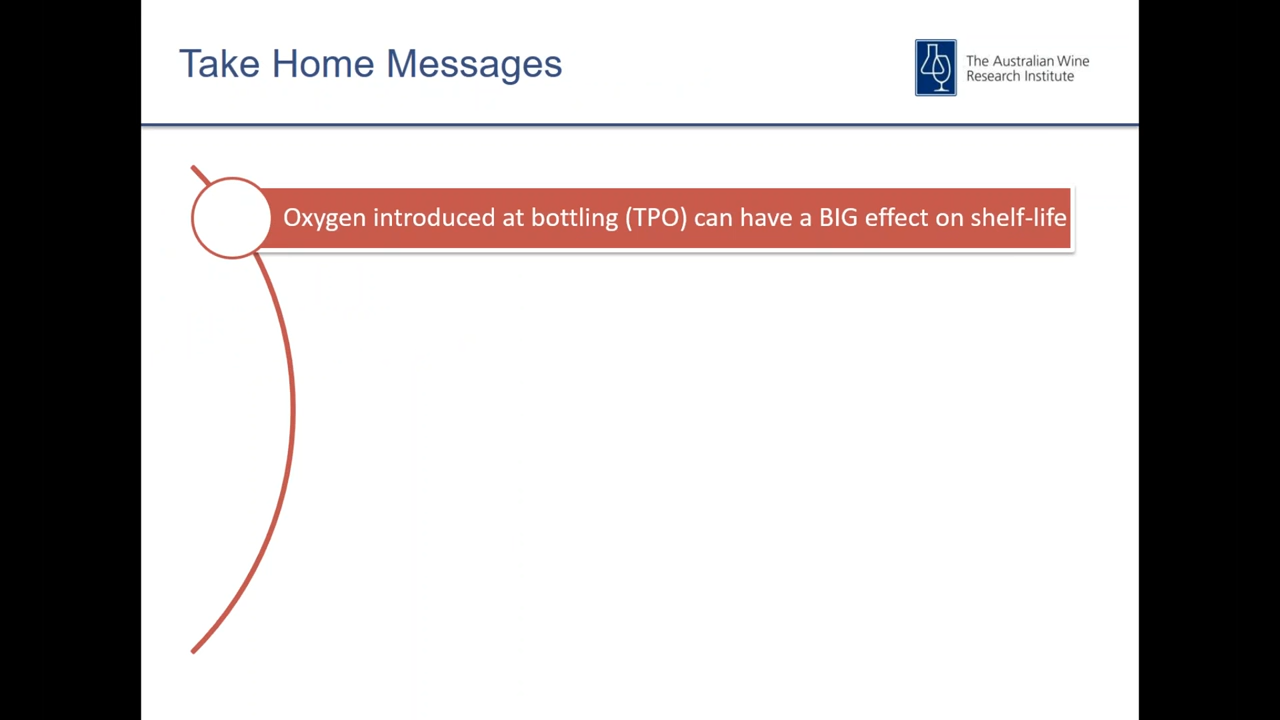 Take Home Messages
The Australian Wine
Research Institute
Oxygen introduced at bottling (TPO) can have a BIG effect on shelf-life